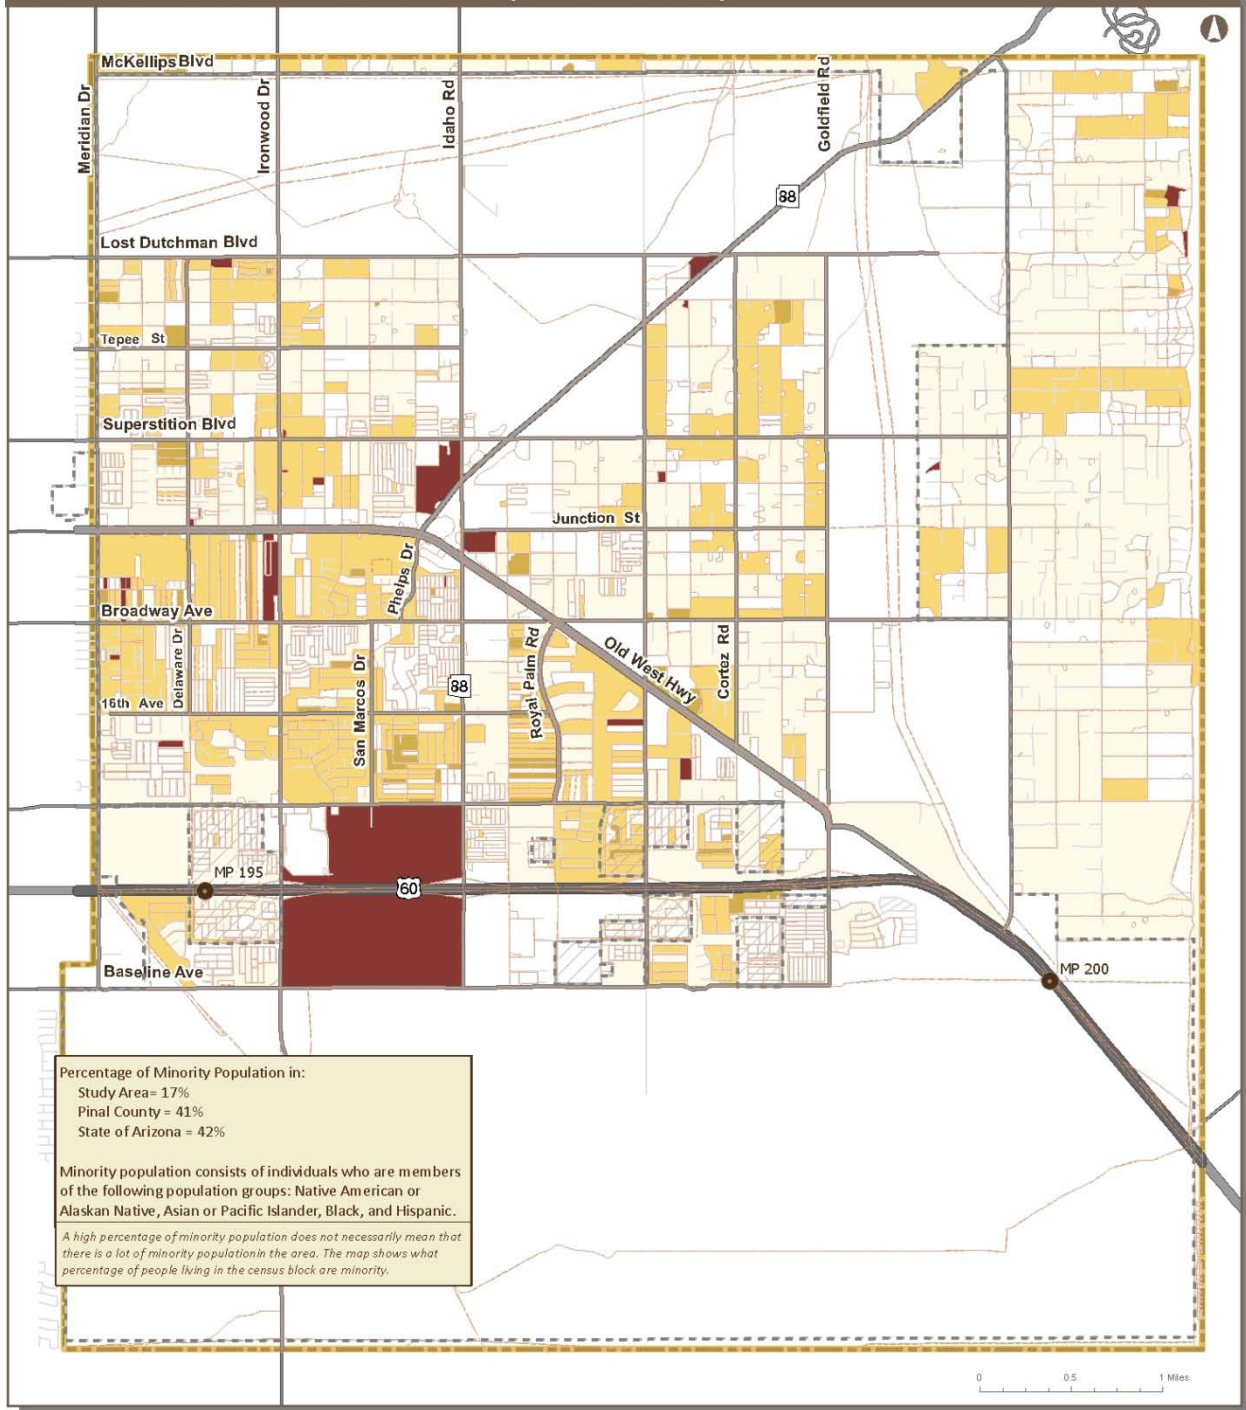 McKellips Blvd
Meridian Dr
Ironwood Dr
Idaho Rd
Goldfield Rd
88
Lost Dutchman Blvd
Tepee St
Superstition Blvd
Junction St
Phelps Dr
Broadway Ave
Delaware Dr
San Marcos Dr
88
Royal Palm Rd
Old West Hwy
Cortez Rd
16th Ave
MP 195
60
Baseline Ave
MP 200
Percentage of Minority Population in:
Study Area= 17%
Pinal County = 41%
State of Arizona = 42%
Minority population consists of individuals who are members
of the following population groups: Native American or
Alaskan Native, Asian or Pacific Islander, Black, and Hispanic.
A high percentage of minority population does not necessarily mean that
there is a lot of minority populationin the area. The map shows what
percentage of people living in the census block are minority.
0 0.5 1 Miles